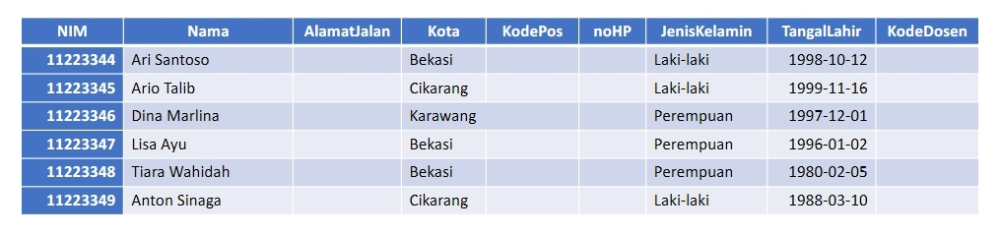 NIM Nama AlamatJalan Kota KodePos noHP JenisKelamin TangalLahir KodeDosen
11223344 Ari Santoso Bekasi Laki-laki 1998-10-12
11223345 Ario Talib Cikarang Laki-laki 1999-11-16
11223346 Dina Marlina Karawang Perempuan 1997-12-01
11223347 Lisa Ayu Bekasi Perempuan 1996-01-02
11223348 Tiara Wahidah Bekasi Perempuan 1980-02-05
11223349 Anton Sinaga Cikarang Laki-laki 1988-03-10